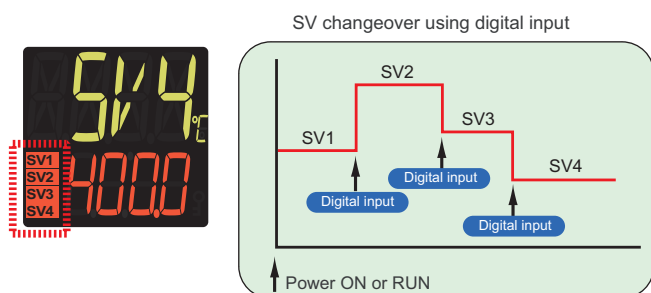 SV changeover using digital input
SV4
°C
SV1
SV2
SV3
SV4
400.0
SV2
SV1
SV3
SV4
Digital input
Digital input
Digital input
Power ON or RUN